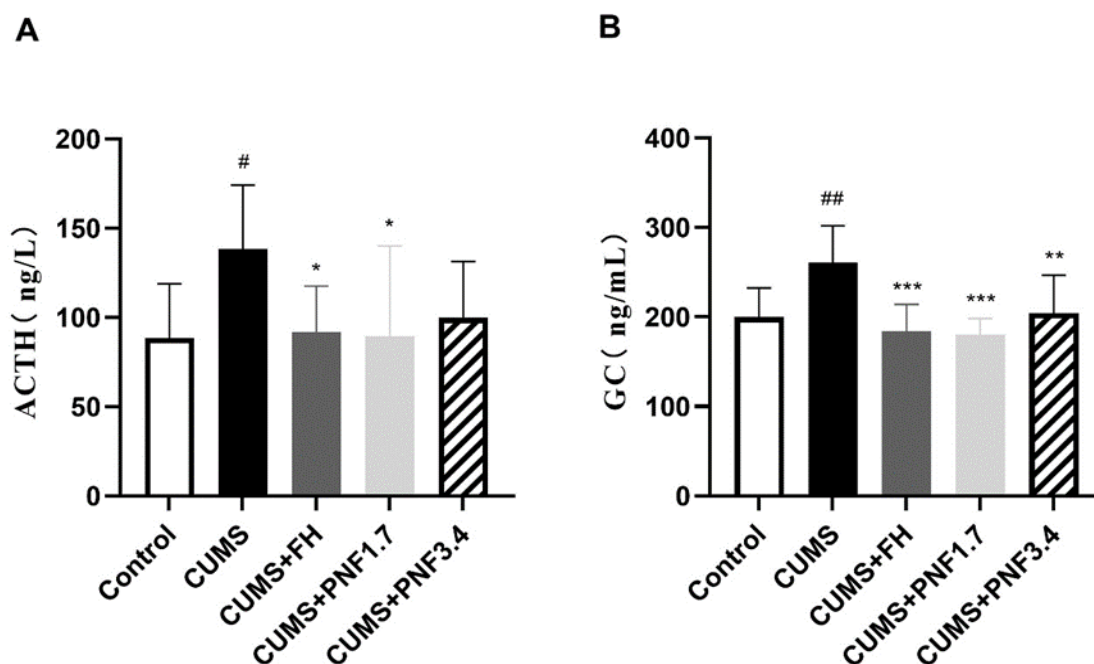 A
ACTH( ng/L)
200
150
100
50
0
#
*
*
Control
CUMS
CUMS+FH
CUMS+PNF1.7
CUMS+PNF3.4
B
GC( ng/mL)
400
300
200
100
0
##
***
***
**
Control
CUMS
CUMS+FH
CUMS+PNF1.7
CUMS+PNF3.4